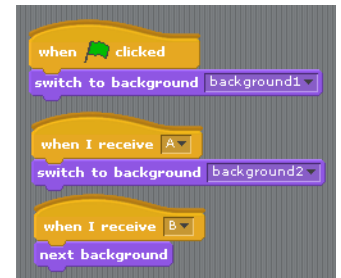 when clicked
switch to background background1
when I receive A
switch to background background2
when I receive B
next background